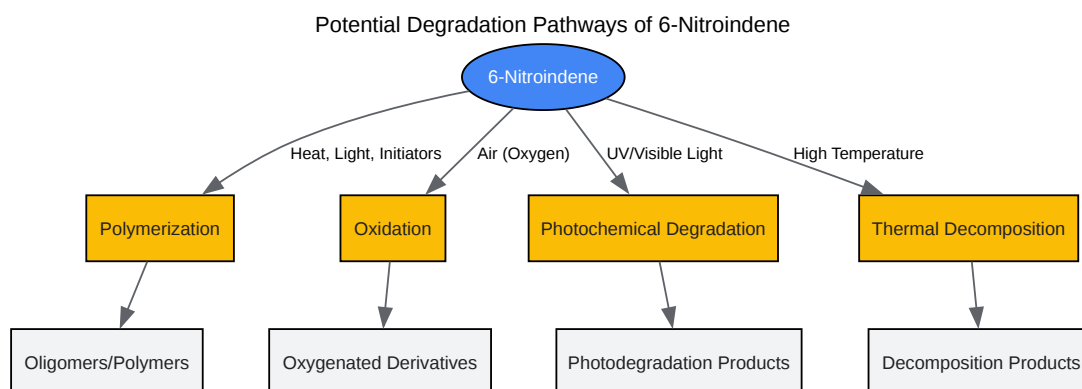 Potential Degradation Pathways of 6-Nitroindene
6-Nitroindene
Heat, Light, Initiators
Air (Oxygen)
UV/Visible Light
High Temperature
Polymerization
Oxidation
Photochemical Degradation
Thermal Decomposition
Oligomers/Polymers
Oxygenated Derivatives
Photodegradation Products
Decomposition Products